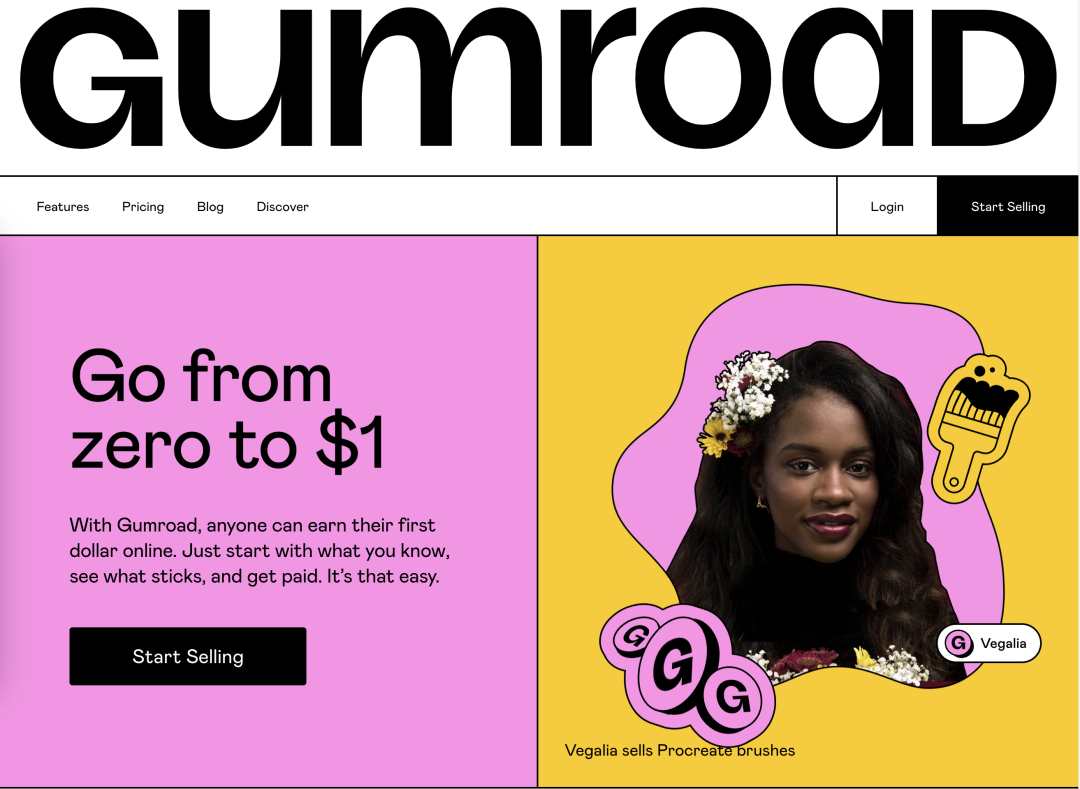 Gumroad
Features Pricing Blog Discover Login Start Selling
Go from
zero to $1
With Gumroad, anyone can earn their first
dollar online. Just start with what you know,
see what sticks, and get paid. It’s that easy.
Start Selling
G
G
G
G Vegalia
Vegalia sells Procreate brushes